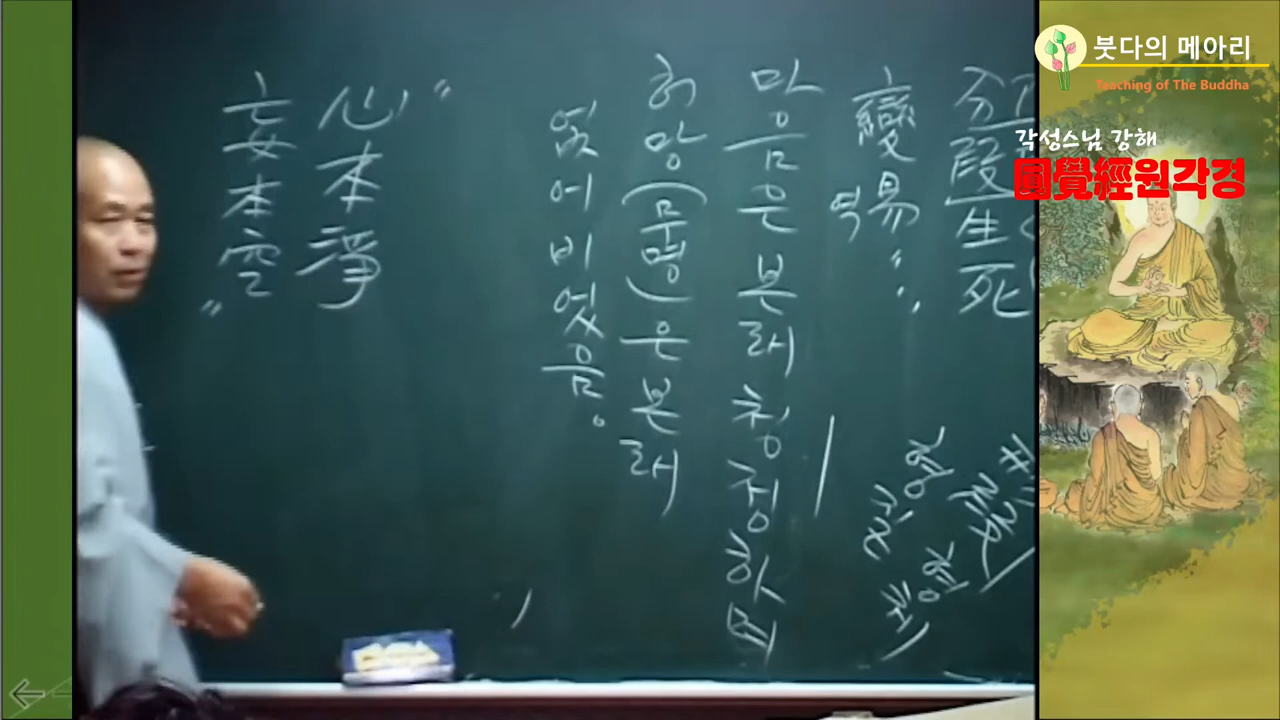 붓다의 메아리
Teaching of The Buddha
각성스님 강해
圓覺經원각경
分段生死
變易〃〃
역
마음은 본래 청정하며
허망(무명)은 본래
없어 비었음。
“心本淨
妄本空”